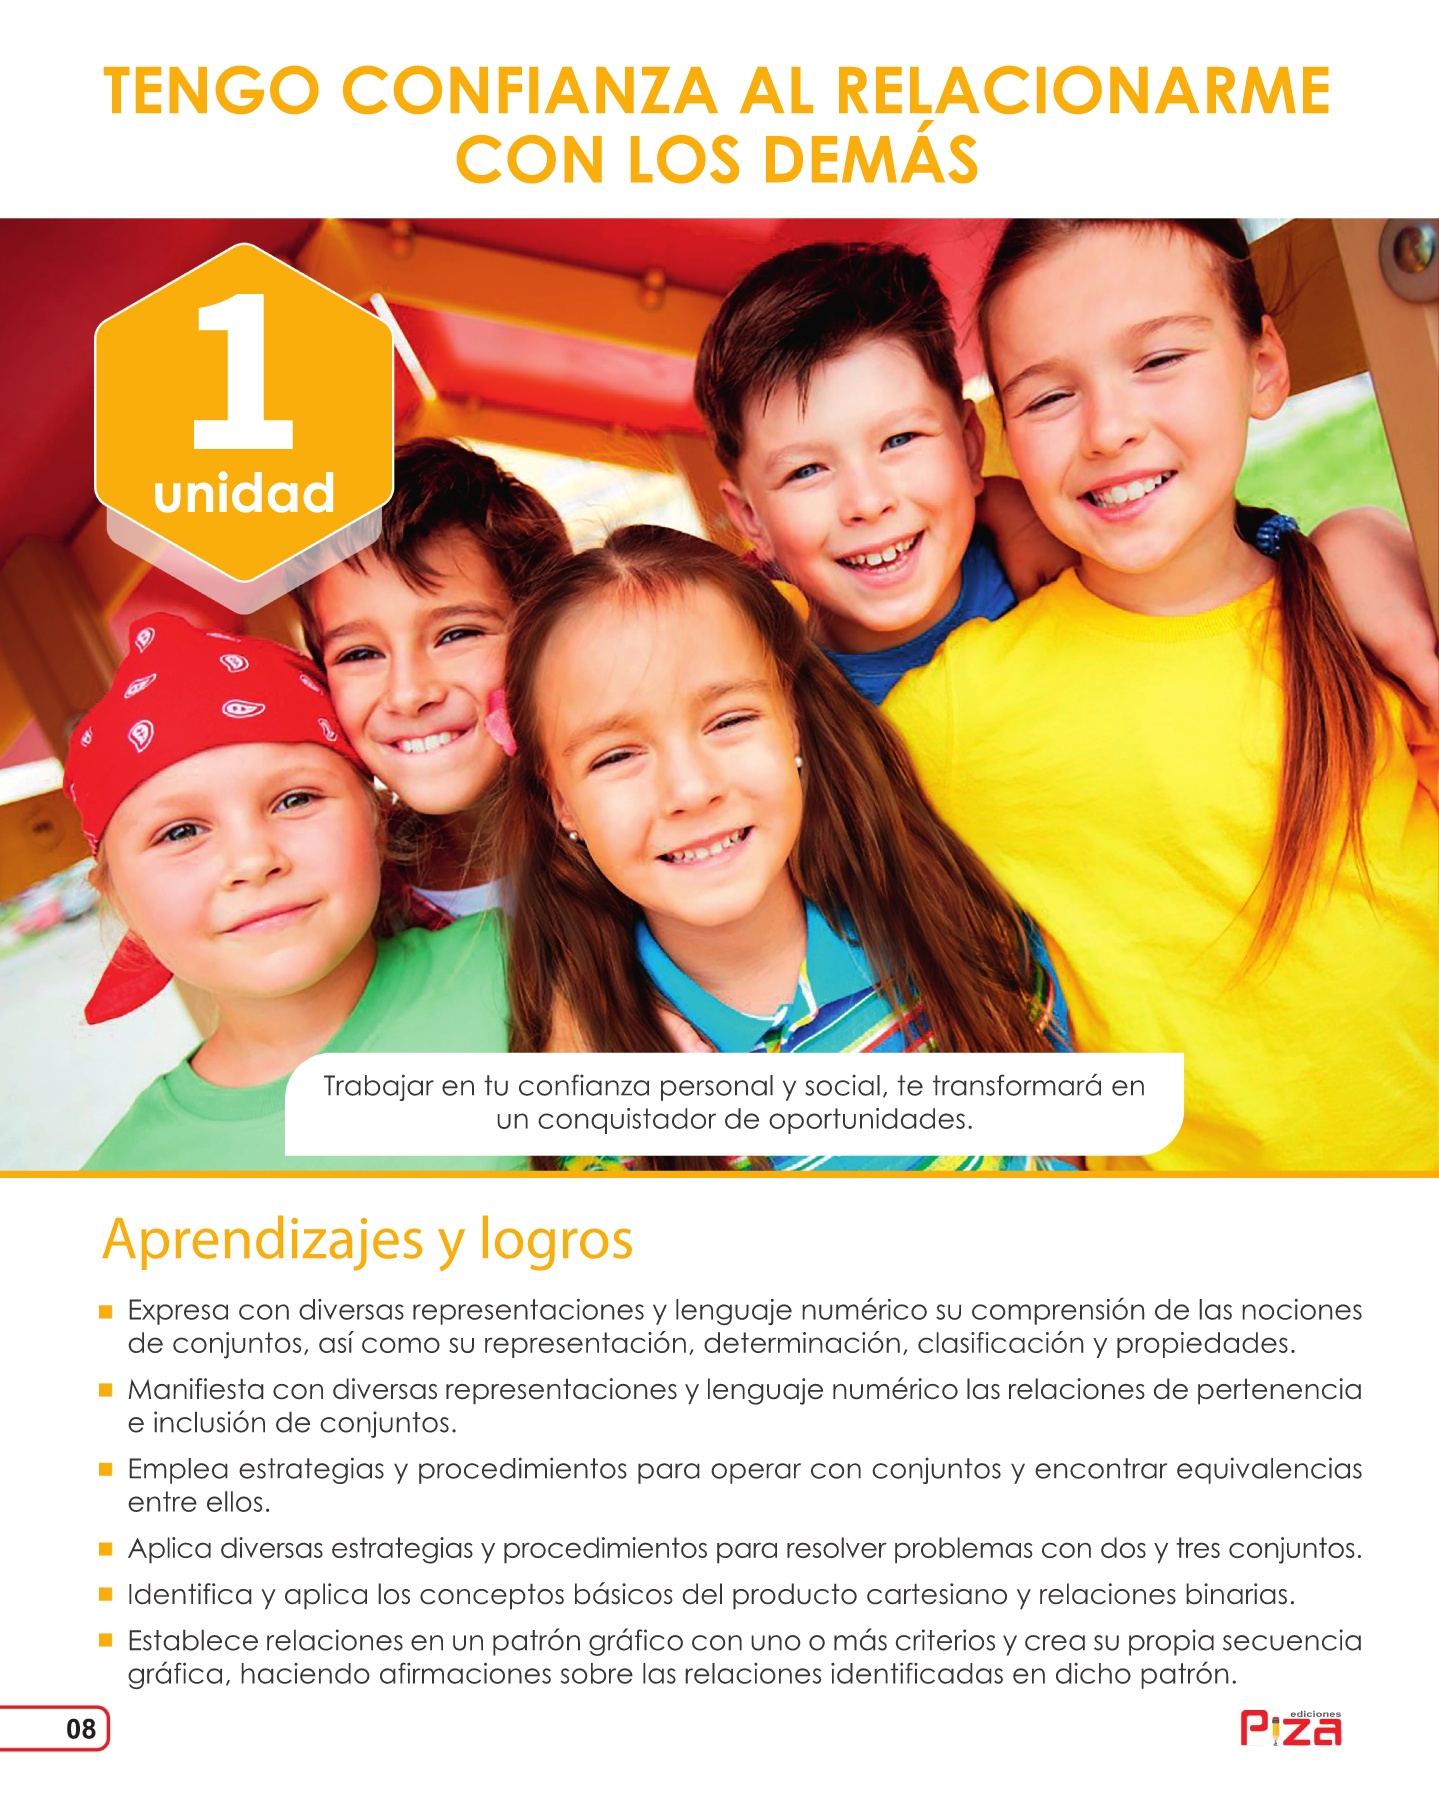 TENGO CONFIANZA AL RELACIONARME
CON LOS DEMÁS
1
unidad
Trabajar en tu confianza personal y social, te transformará en
un conquistador de oportunidades.
Aprendizajes y logros
Expresa con diversas representaciones y lenguaje numérico su comprensión de las nociones
de conjuntos, así como su representación, determinación, clasificación y propiedades.
Manifiesta con diversas representaciones y lenguaje numérico las relaciones de pertenencia
e inclusión de conjuntos.
Emplea estrategias y procedimientos para operar con conjuntos y encontrar equivalencias
entre ellos.
Aplica diversas estrategias y procedimientos para resolver problemas con dos y tres conjuntos.
Identifica y aplica los conceptos básicos del producto cartesiano y relaciones binarias.
Establece relaciones en un patrón gráfico con uno o más criterios y crea su propia secuencia
gráfica, haciendo afirmaciones sobre las relaciones identificadas en dicho patrón.
08
ediciones
Piza